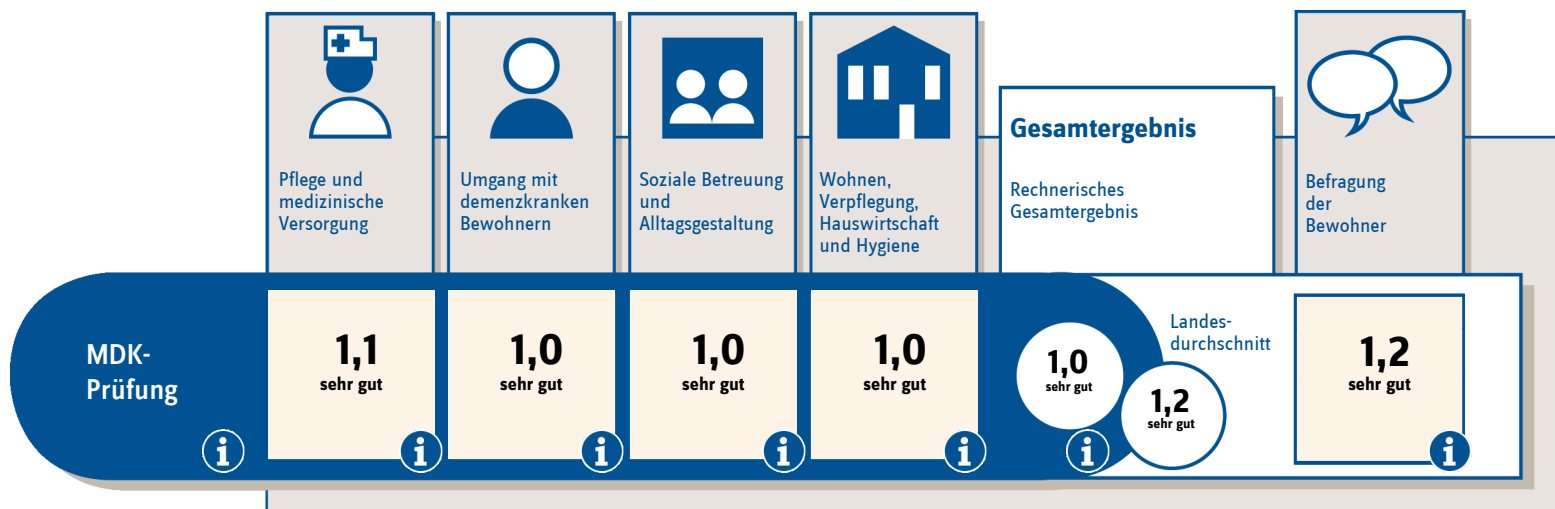 Pflege und
medizinische
Versorgung
Umgang mit
demenzkranken
Bewohnern
Soziale Betreuung
und
Alltagsgestaltung
Wohnen,
Verpflegung,
Hauswirtschaft
und Hygiene
Gesamtergebnis
Rechnerisches
Gesamtergebnis
Befragung
der
Bewohner
MDK-
Prüfung
i
1,1
sehr gut
i
1,0
sehr gut
i
1,0
sehr gut
i
1,0
sehr gut
i
1,0
sehr gut
i
Landes-
durchschnitt
1,2
sehr gut
1,2
sehr gut
i